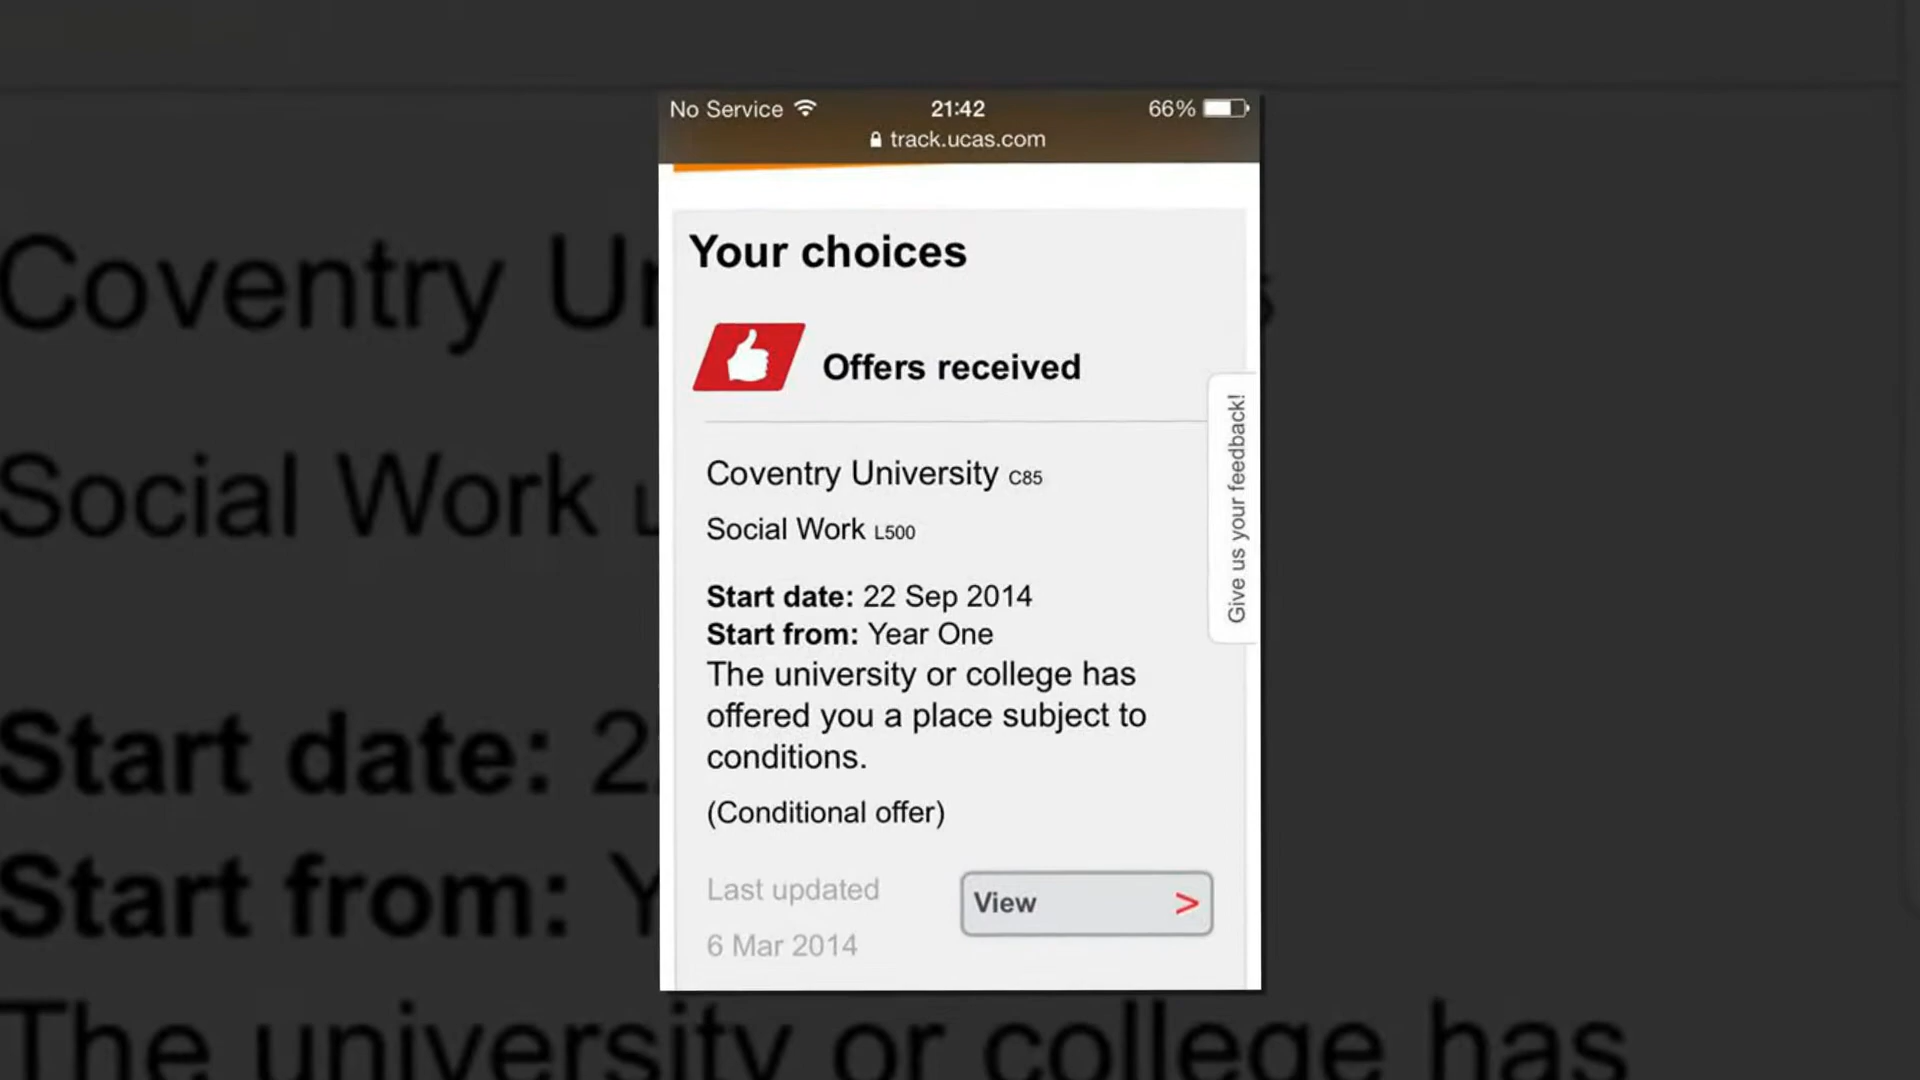 No Service
21:42
66%
track.ucas.com
Your choices
Offers received
Coventry University C85
Social Work L500
Start date: 22 Sep 2014
Start from: Year One
The university or college has
offered you a place subject to
conditions.
(Conditional offer)
Last updated
6 Mar 2014
View >
Give us your feedback!
Coventry Un
Social Work L
Start date: 2
Start from: Y
The university or college has